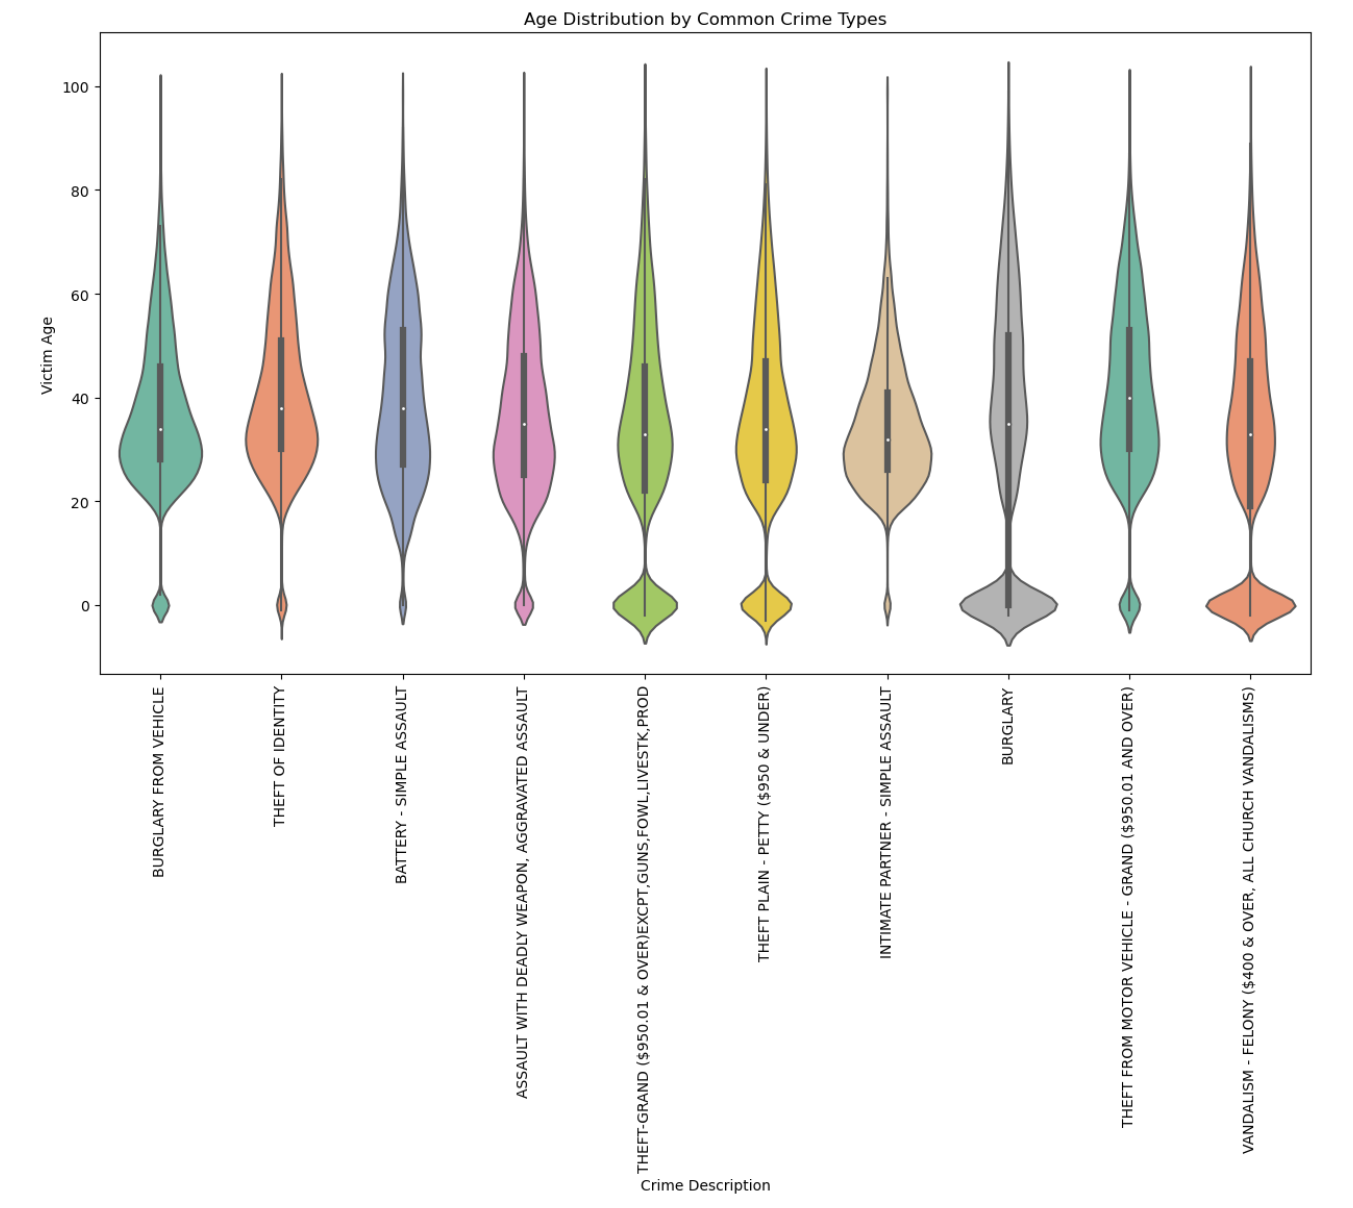 Age Distribution by Common Crime Types
Victim Age
100
80
60
40
20
0
BURGLARY FROM VEHICLE
THEFT OF IDENTITY
BATTERY - SIMPLE ASSAULT
ASSAULT WITH DEADLY WEAPON, AGGRAVATED ASSAULT
THEFT-GRAND ($950.01 & OVER)EXCPT,GUNS,FOWL,LIVESTK,PROD
THEFT PLAIN - PETTY ($950 & UNDER)
INTIMATE PARTNER - SIMPLE ASSAULT
BURGLARY
THEFT FROM MOTOR VEHICLE - GRAND ($950.01 AND OVER)
VANDALISM - FELONY ($400 & OVER, ALL CHURCH VANDALISMS)
Crime Description